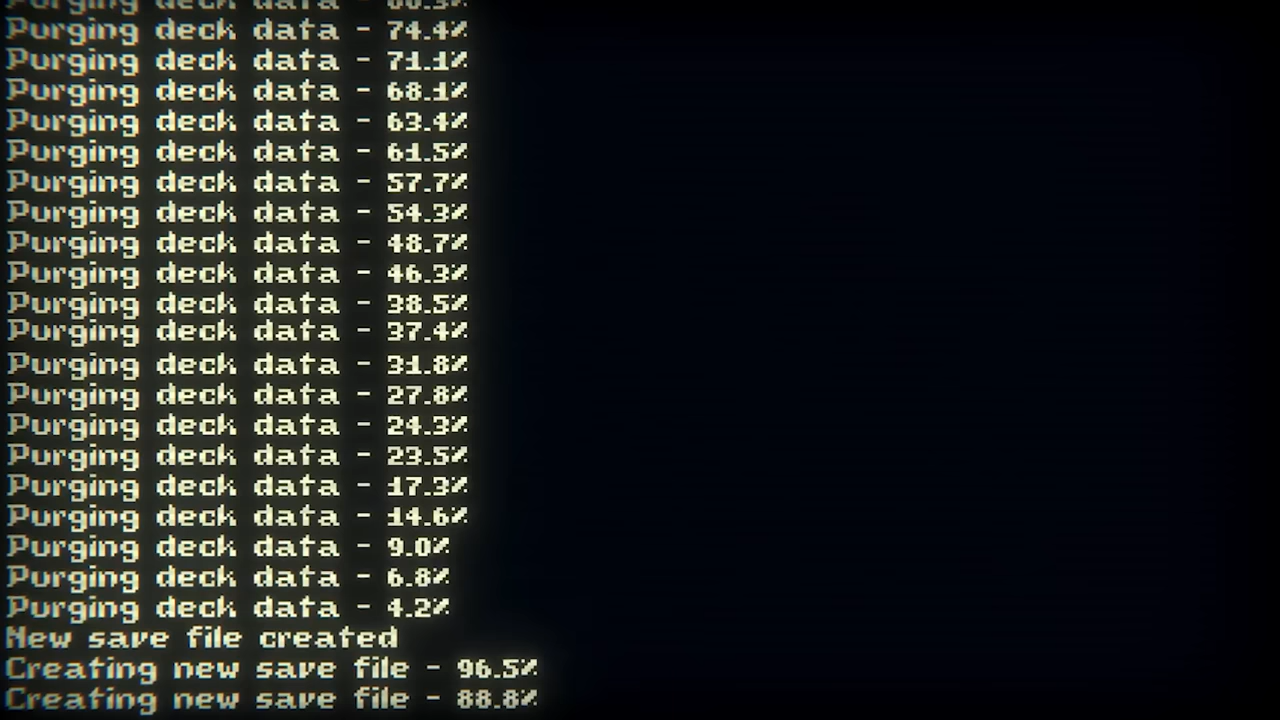 Purging deck data - 74.4%
Purging deck data - 71.1%
Purging deck data - 68.1%
Purging deck data - 63.4%
Purging deck data - 61.5%
Purging deck data - 57.7%
Purging deck data - 54.3%
Purging deck data - 48.7%
Purging deck data - 46.3%
Purging deck data - 38.5%
Purging deck data - 37.4%
Purging deck data - 31.8%
Purging deck data - 27.8%
Purging deck data - 24.3%
Purging deck data - 23.5%
Purging deck data - 17.3%
Purging deck data - 14.6%
Purging deck data - 9.0%
Purging deck data - 6.8%
Purging deck data - 4.2%
New save file created
Creating new save file - 96.5%
Creating new save file - 88.8%